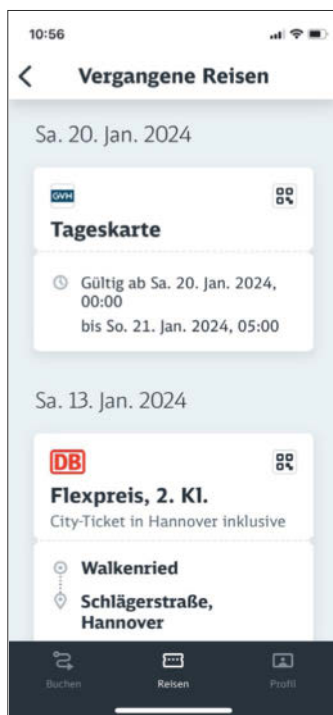 10:56
Vergangene Reisen
Sa. 20. Jan. 2024
GVH
Tageskarte
Gültig ab Sa. 20. Jan. 2024,
00:00
bis So. 21. Jan. 2024, 05:00
Sa. 13. Jan. 2024
DB
Flexpreis, 2. Kl.
City-Ticket in Hannover inklusive
Walkenried
Schlägerstraße,
Hannover
Buchen Reisen Profil